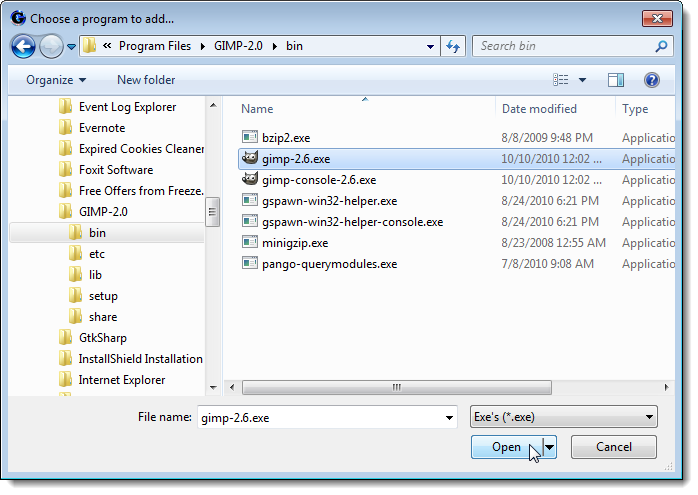 Choose a program to add...
Program Files GIMP-2.0 bin
Search bin
Organize New folder
Name Date modified Type
Event Log Explorer
Evernote
Expired Cookies Cleaner
Foxit Software
Free Offers from Freeze.
GIMP-2.0
bin
etc
lib
setup
share
GtkSharp
InstallShield Installation
Internet Explorer
bzip2.exe 8/8/2009 9:48 PM Applicatio
gimp-2.6.exe 10/10/2010 12:02 ... Applicatio
gimp-console-2.6.exe 10/10/2010 12:02 ... Applicatio
gspawn-win32-helper.exe 8/24/2010 6:21 PM Applicatio
gspawn-win32-helper-console.exe 8/24/2010 6:21 PM Applicatio
minigzip.exe 8/23/2008 12:55 AM Applicatio
pango-querymodules.exe 7/8/2010 9:08 AM Applicatio
File name: gimp-2.6.exe Exe's (*.exe)
Open Cancel